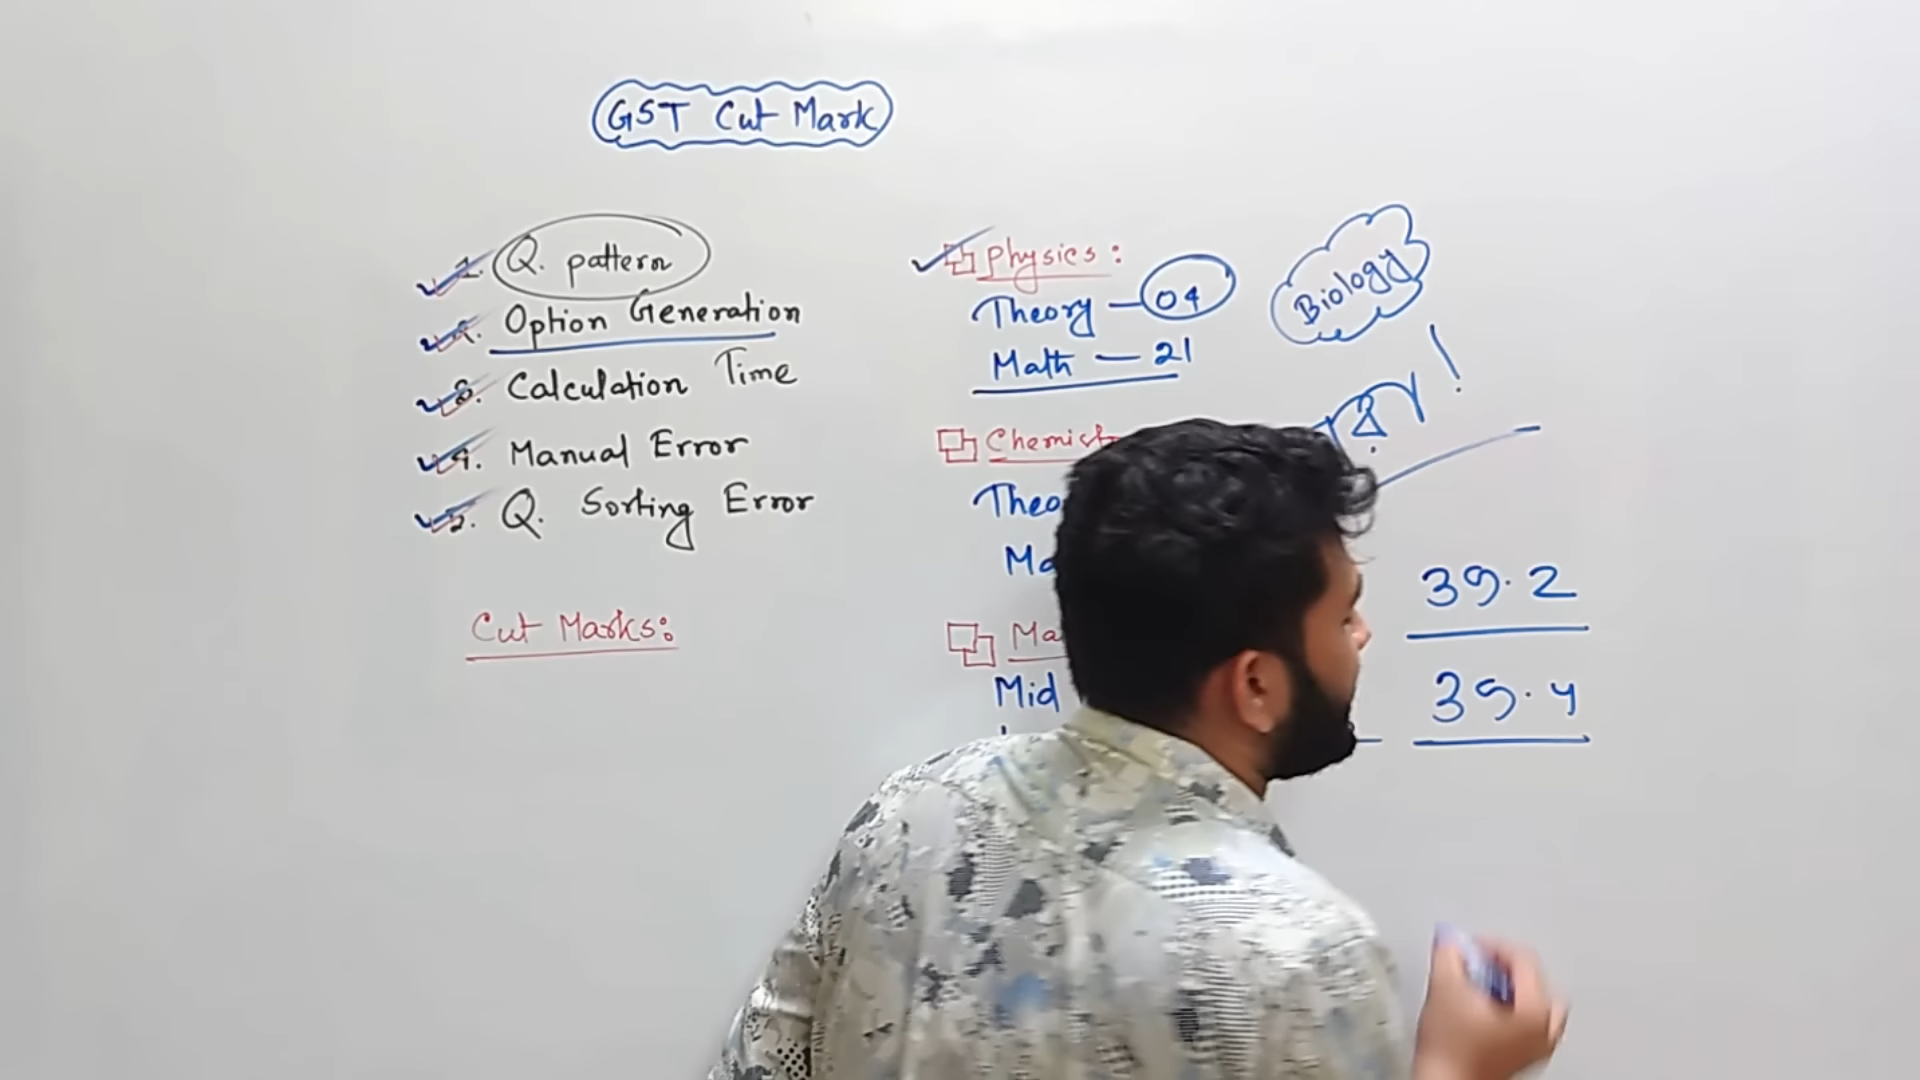 GST Cut Mark
1. Q. pattern
2. Option Generation
3. Calculation Time
4. Manual Error
5. Q. Sorting Error
Cut Marks:
Physics:
Theory — 04
Math — 21
Chemist
Theo
Ma
Ma
Mid
Biology
39.2
39.4